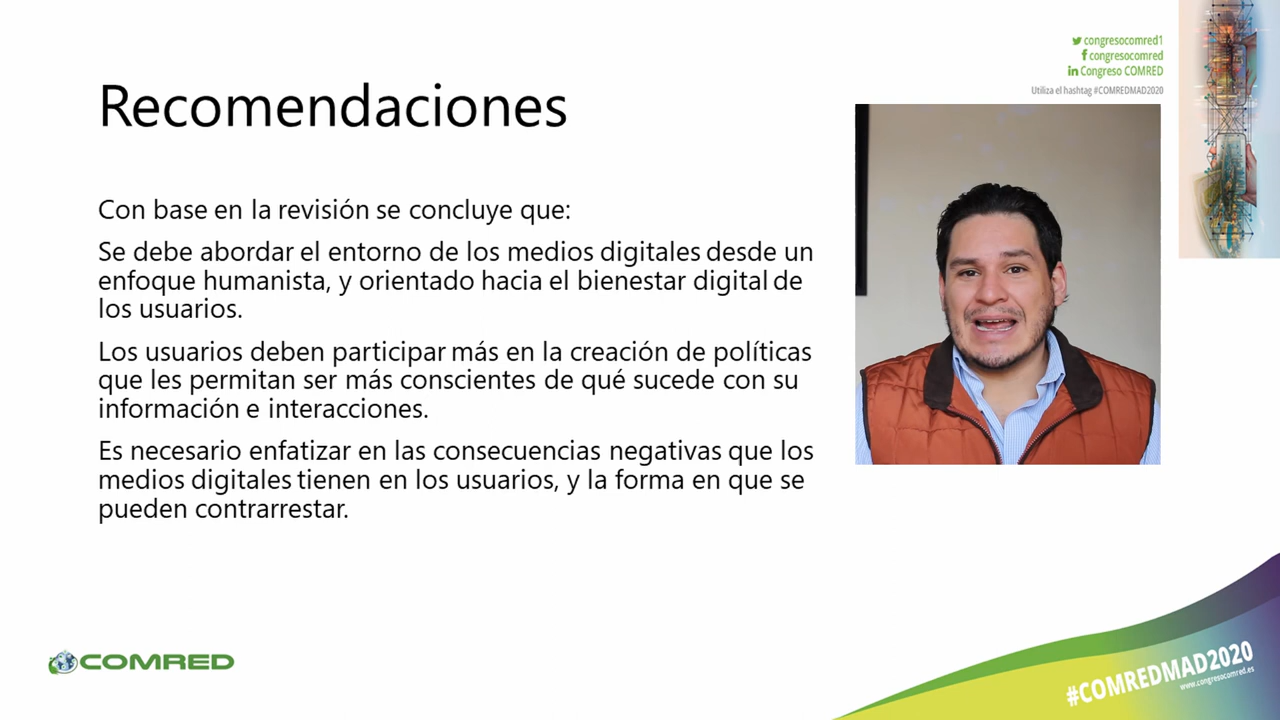 congresocomred1
congresocomred
Congreso COMRED
Utiliza el hashtag #COMREDMAD2020
Recomendaciones
Con base en la revisión se concluye que:
Se debe abordar el entorno de los medios digitales desde un
enfoque humanista, y orientado hacia el bienestar digital de
los usuarios.
Los usuarios deben participar más en la creación de políticas
que les permitan ser más conscientes de qué sucede con su
información e interacciones.
Es necesario enfatizar en las consecuencias negativas que los
medios digitales tienen en los usuarios, y la forma en que se
pueden contrarrestar.
COMRED
#COMREDMAD2020
www.congresocomred.es